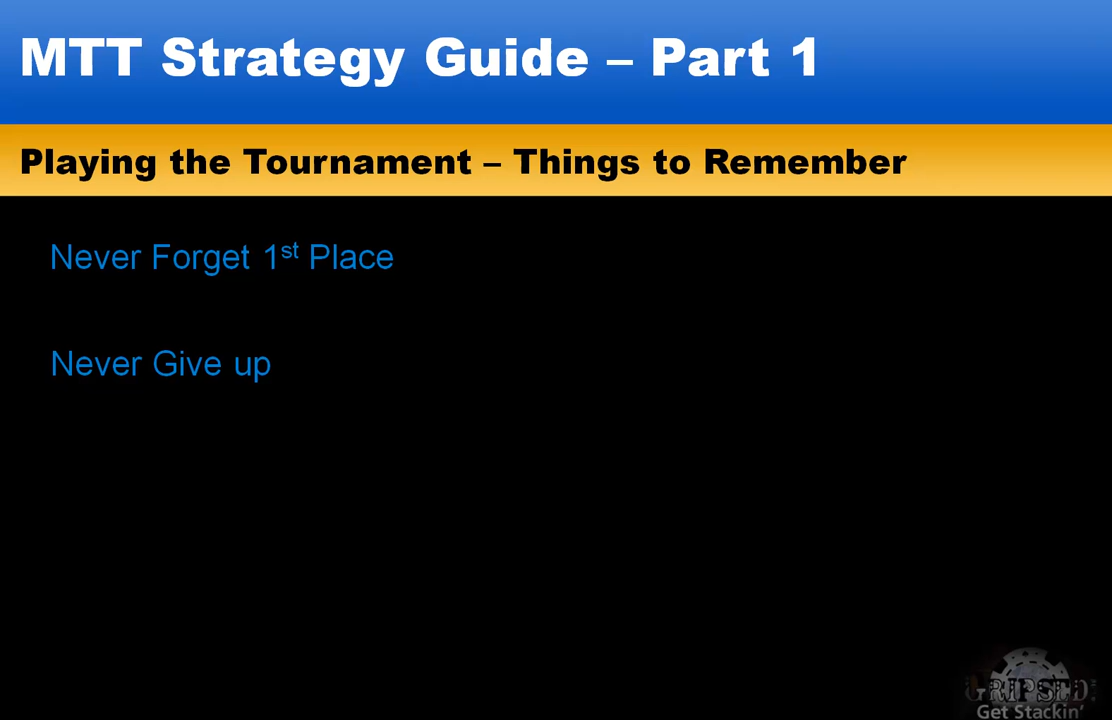 MTT Strategy Guide – Part 1
Playing the Tournament – Things to Remember
Never Forget 1st Place
Never Give up
GRIPSED
Get Stackin'